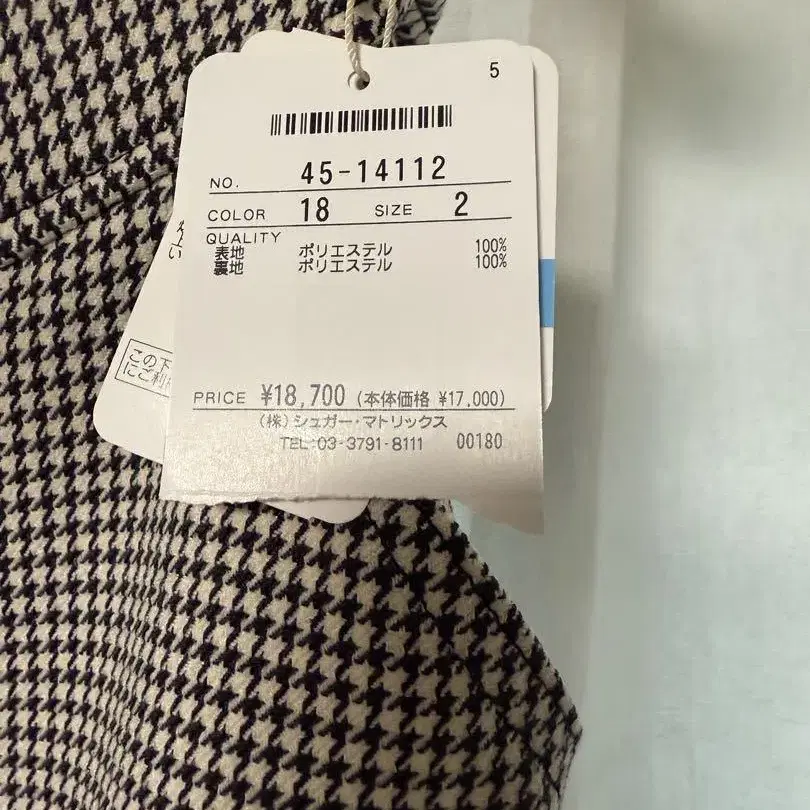 5
NO. 45-14112
COLOR 18 SIZE 2
QUALITY
表地 ポリエステル 100%
裏地 ポリエステル 100%
PRICE ¥18,700 (本体価格 ¥17,000)
(株)シュガー・マトリックス
TEL:03-3791-8111 00180
この下
にご利